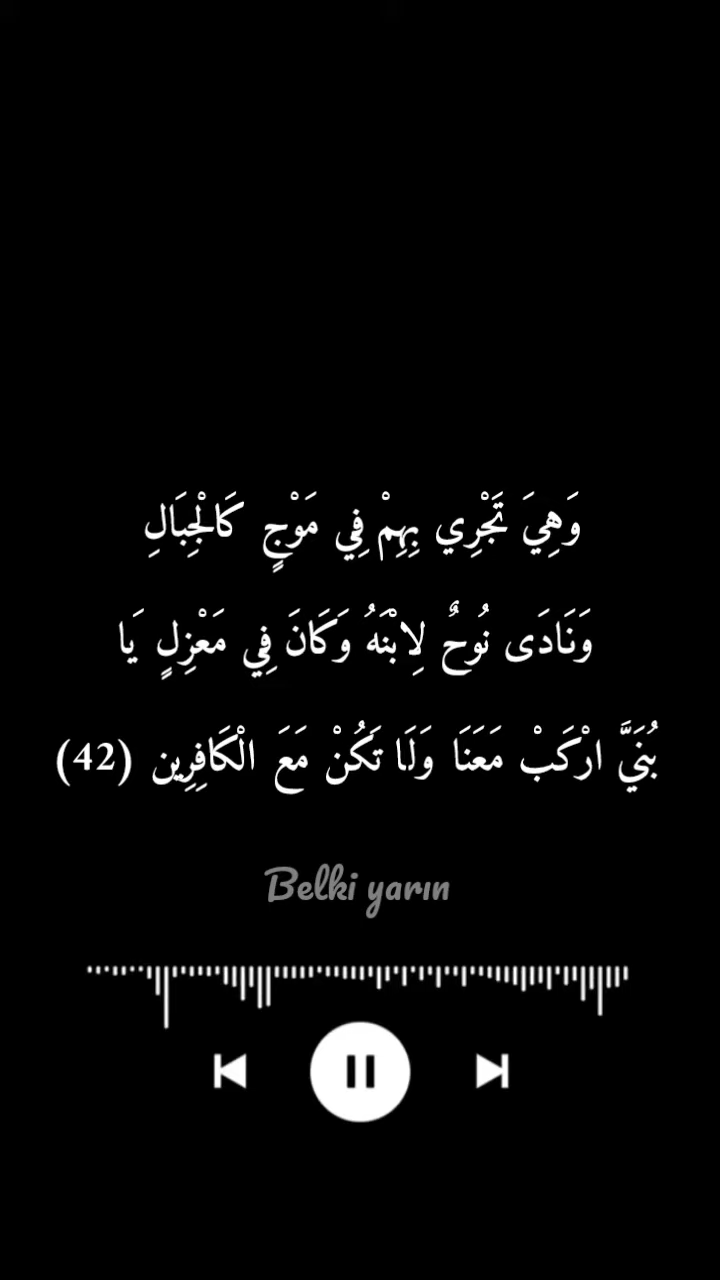 وَهِيَ تَجْرِي بِهِمْ فِي مَوْجٍ كَالْجِبَالِ
وَنَادَى نُوحٌ لِابْنَهُ وَكَانَ فِي مَعْزِلٍ يَا
بُنَيَّ ارْكَبْ مَعَنَا وَلَا تَكُنْ مَعَ الْكَافِرِين (42)
Belki yarın